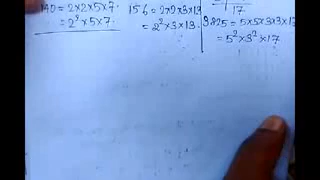 140 = 2×2×5×7
= 2² × 5 × 7.
156 = 2×2×3×13
= 2² × 3 × 13.
17
3825 = 5×5×3×3×17
= 5² × 3² × 17